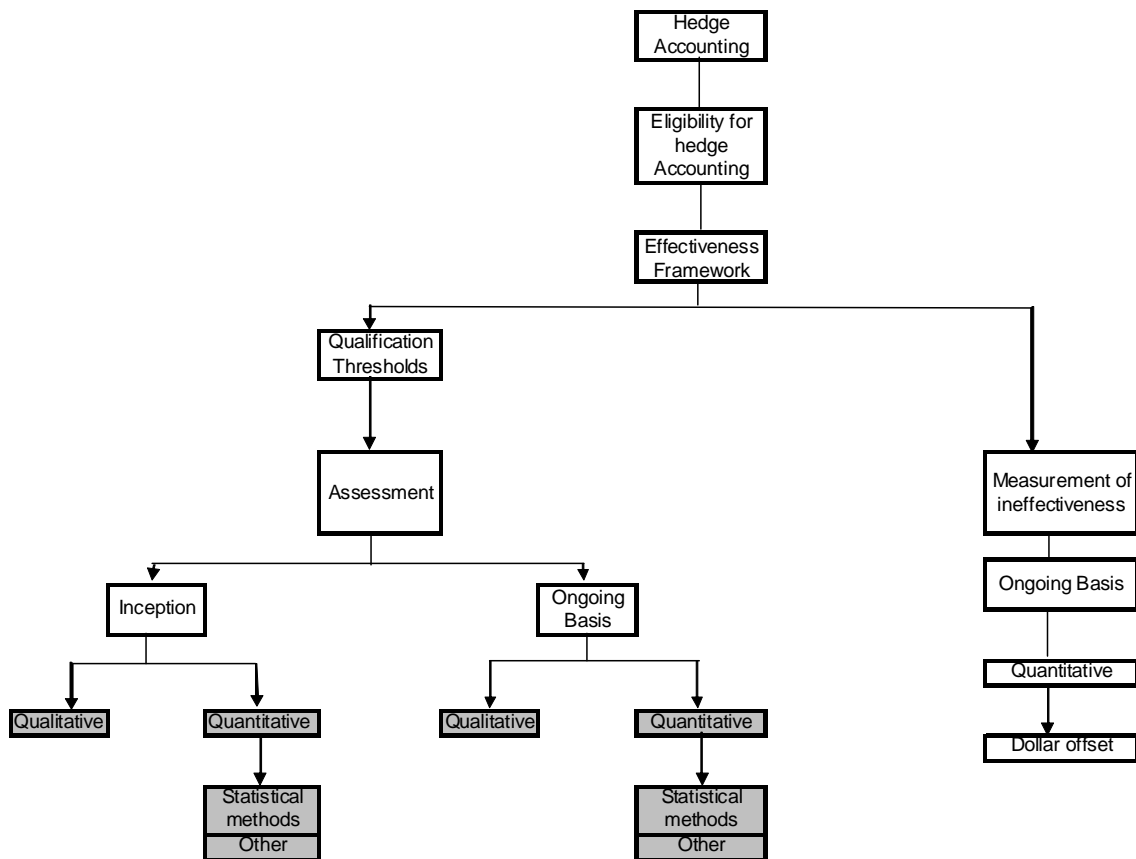 Hedge
Accounting
Eligibility for
hedge
Accounting
Effectiveness
Framework
Qualification
Thresholds
Assessment
Measurement of
ineffectiveness
Inception
Ongoing
Basis
Ongoing Basis
Quantitative
Qualitative
Quantitative
Qualitative
Quantitative
Dollar offset
Statistical
methods
Other
Statistical
methods
Other